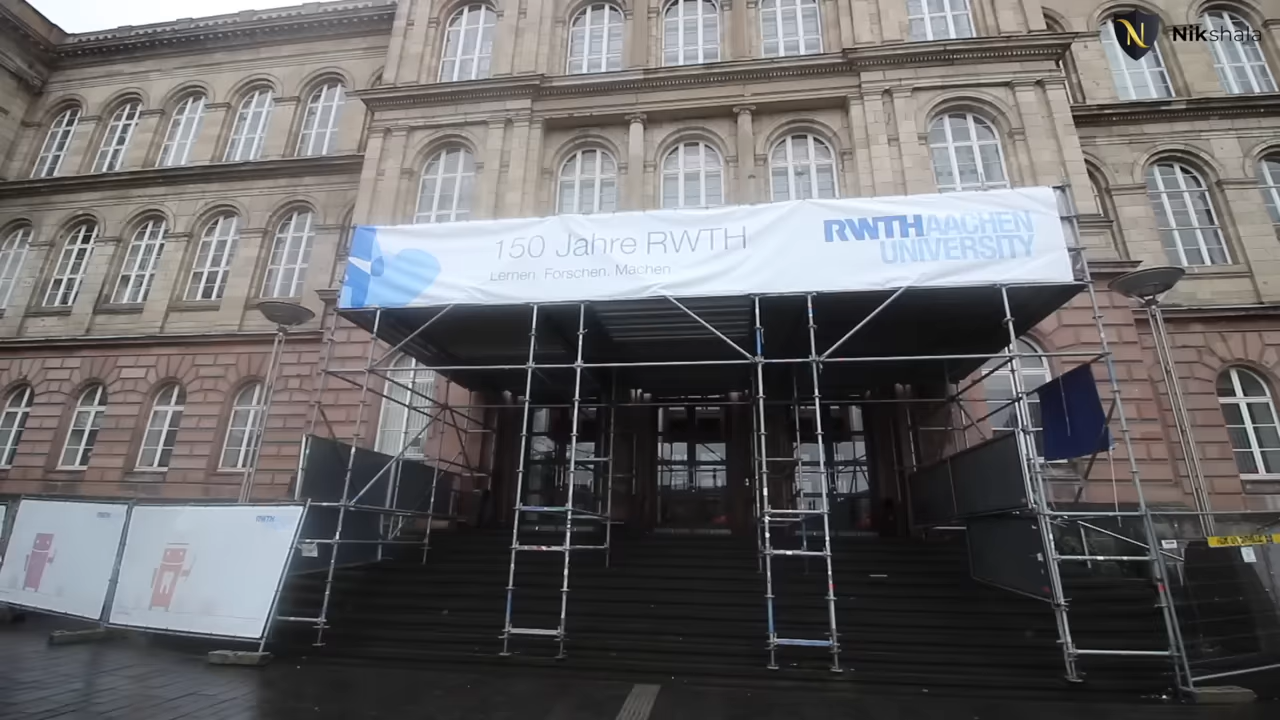 Nikshala
150 Jahre RWTH
Lernen. Forschen. Machen
RWTHAACHEN
UNIVERSITY
RWTH